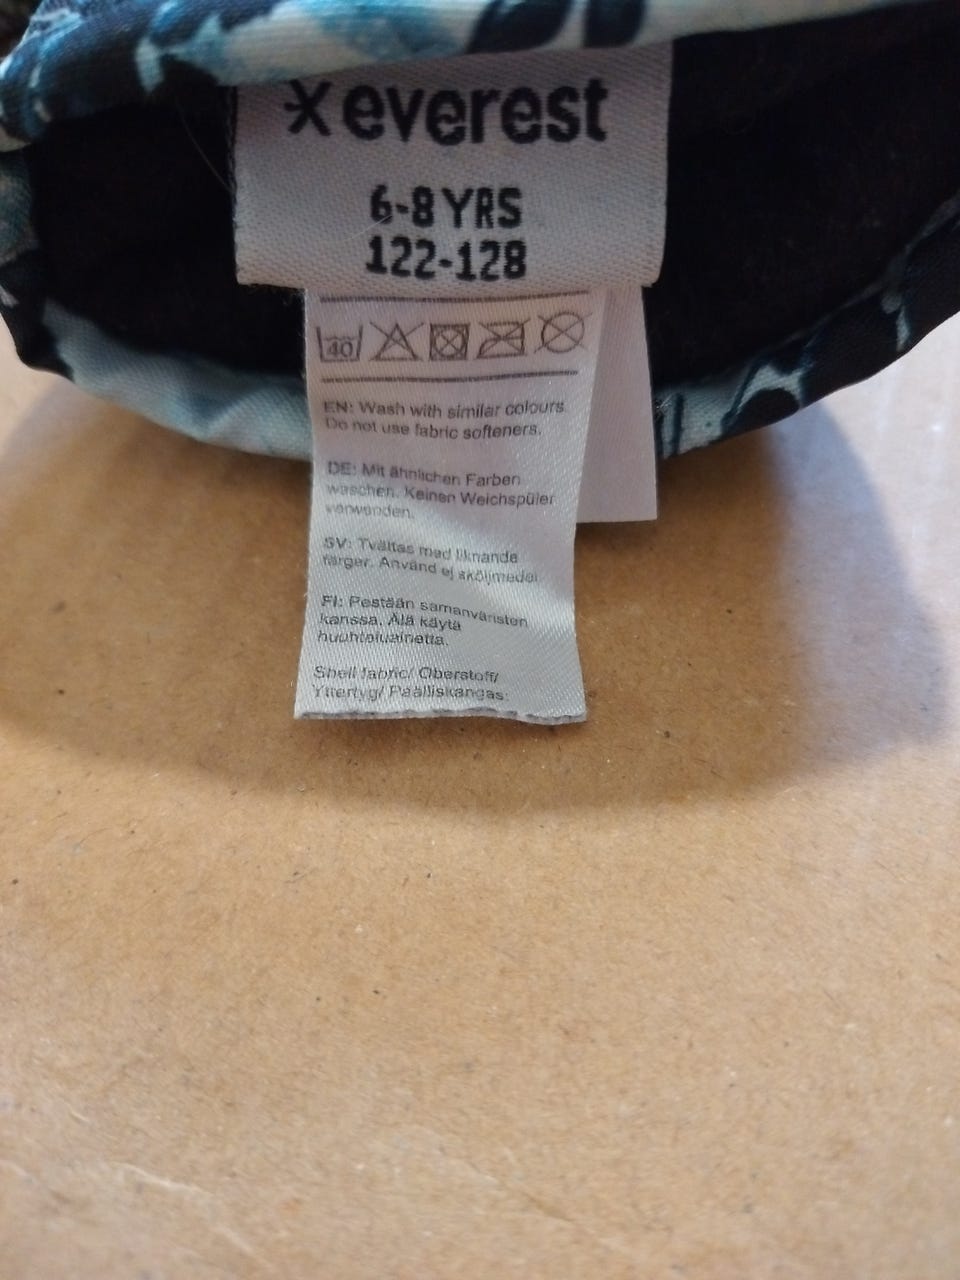 everest
6-8 YRS
122-128
40
EN: Wash with similar colours.
Do not use fabric softeners.
DE: Mit ähnlichen Farben
waschen. Keinen Weichspüler
verwenden.
SV: Tvättas med liknande
färger. Använd ej sköljmedel.
FI: Pestään samanväristen
kanssa. Älä käytä
huuhteluainetta.
Shell fabric/ Oberstoff/
Yttertyg/ Päälliskangas: